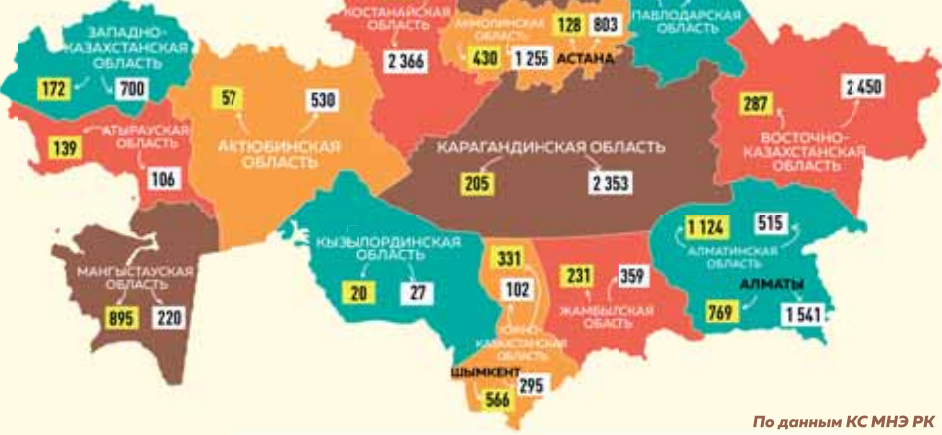 КОСТАНАЙСКАЯ
ОБЛАСТЬ
2 366
АКМОЛИНСКАЯ
ОБЛАСТЬ
430
1 255
128
803
АСТАНА
ПАВЛОДАРСКАЯ
ОБЛАСТЬ
ЗАПАДНО-
КАЗАХСТАНСКАЯ
ОБЛАСТЬ
172
700
57
530
АКТЮБИНСКАЯ
ОБЛАСТЬ
139
АТЫРАУСКАЯ
ОБЛАСТЬ
106
КАРАГАНДИНСКАЯ ОБЛАСТЬ
205
2 353
287
2 450
ВОСТОЧНО-
КАЗАХСТАНСКАЯ
ОБЛАСТЬ
МАНГЫСТАУСКАЯ
ОБЛАСТЬ
895
220
КЫЗЫЛОРДИНСКАЯ
ОБЛАСТЬ
20
27
331
102
ЮЖНО-
КАЗАХСТАНСКАЯ
ОБЛАСТЬ
ШЫМКЕНТ
566
295
231
359
ЖАМБЫЛСКАЯ
ОБАСТЬ
1 124
515
АЛМАТИНСКАЯ
ОБЛАСТЬ
АЛМАТЫ
769
1 541
По данным КС МНЭ РК